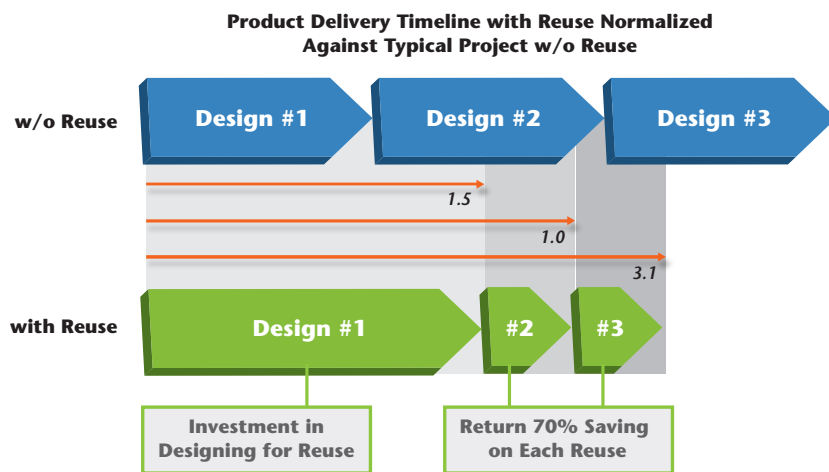 Product Delivery Timeline with Reuse Normalized
Against Typical Project w/o Reuse
w/o Reuse
Design #1
Design #2
Design #3
1.5
1.0
3.1
with Reuse
Design #1
#2
#3
Investment in
Designing for Reuse
Return 70% Saving
on Each Reuse